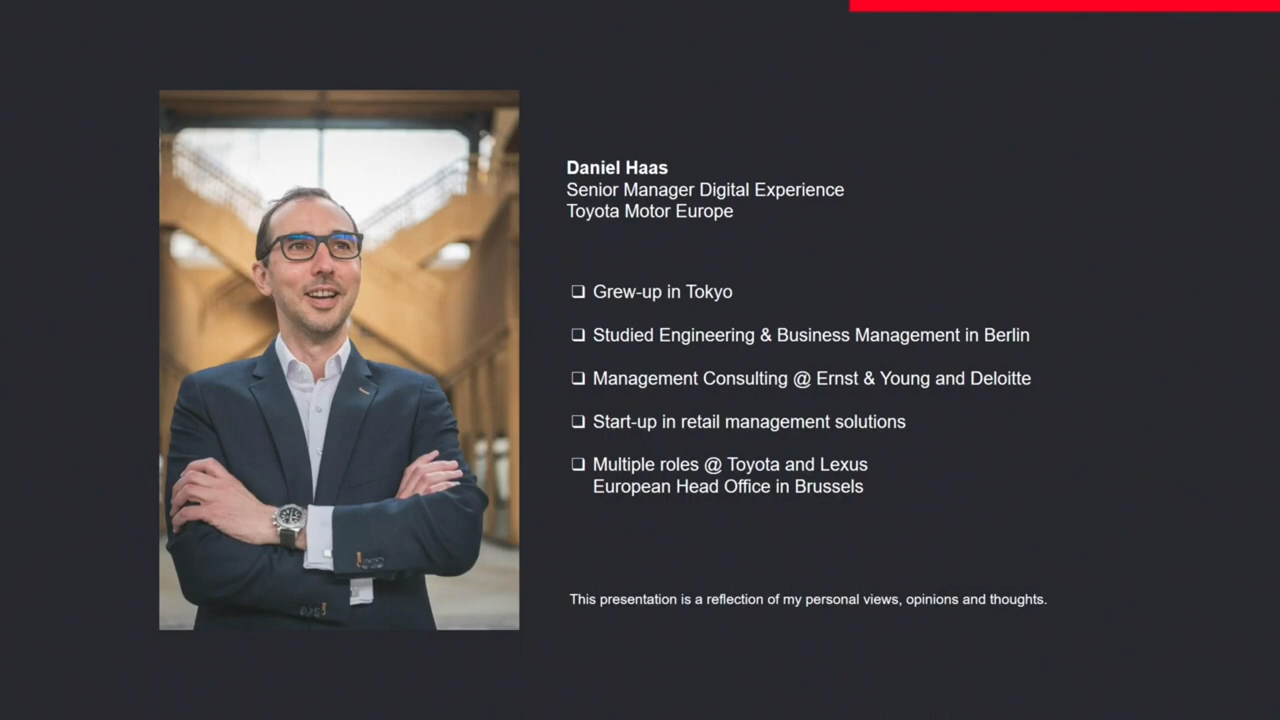 Daniel Haas
Senior Manager Digital Experience
Toyota Motor Europe
❑ Grew-up in Tokyo
❑ Studied Engineering & Business Management in Berlin
❑ Management Consulting @ Ernst & Young and Deloitte
❑ Start-up in retail management solutions
❑ Multiple roles @ Toyota and Lexus
European Head Office in Brussels
This presentation is a reflection of my personal views, opinions and thoughts.